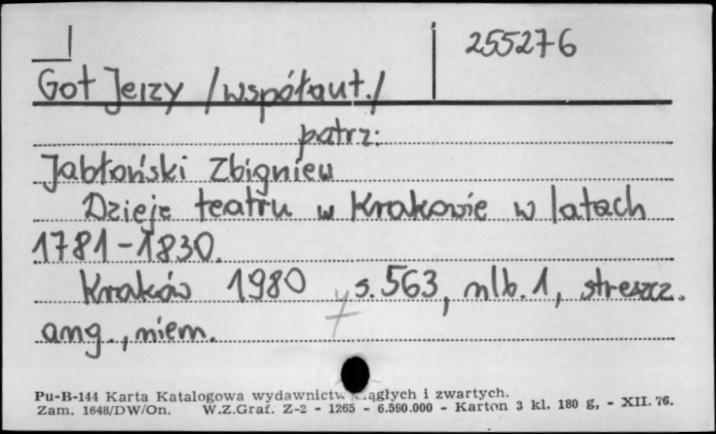 255276
Got Jerzy /współaut./
patrz:
Jabłoński Zbigniew
Dzieje teatru w Krakowie w latach
1781-1830.
Kraków 1980 s. 563, nlb. 1, streszcz.
ang., niem.
Pu-B-144 Karta Katalogowa wydawnictw i zwartych.
Zam. 1648/DW/On. W.Z.Graf. Z-2 - 1265 - 6.590.000 - Karton 3 kl. 180 g, - XII. 76.